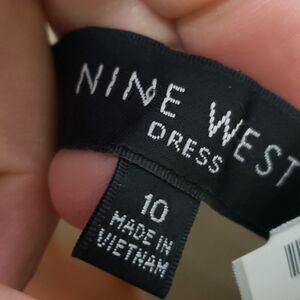 NINE WEST
DRESS
10
MADE IN
VIETNAM